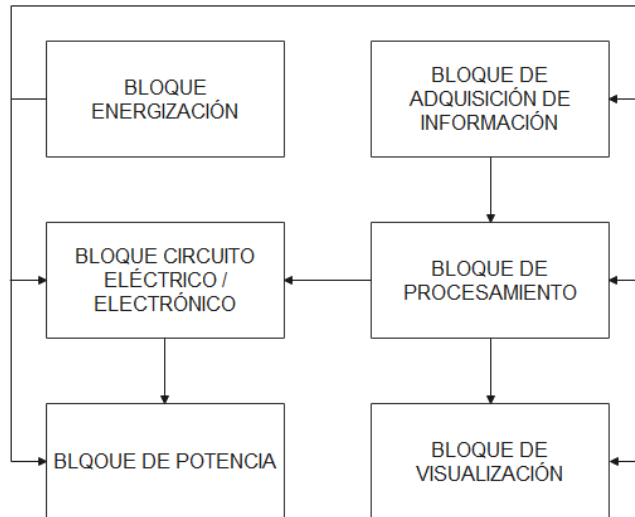 BLOQUE
ENERGIZACIÓN
BLOQUE DE
ADQUISICIÓN DE
INFORMACIÓN
BLOQUE CIRCUITO
ELÉCTRICO /
ELECTRÓNICO
BLOQUE DE
PROCESAMIENTO
BLQOUE DE POTENCIA
BLOQUE DE
VISUALIZACIÓN